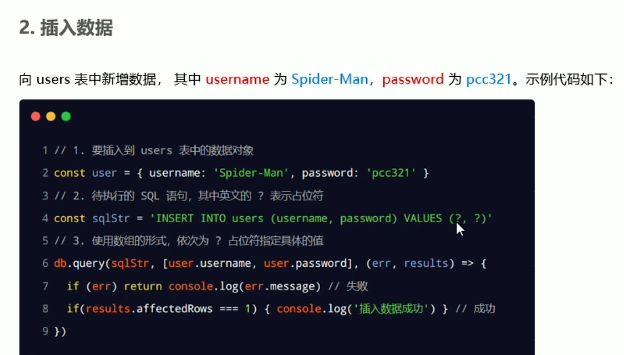 2. 插入数据
向 users 表中新增数据， 其中 username 为 Spider-Man，password 为 pcc321。示例代码如下：
1 // 1. 要插入到 users 表中的数据对象
2 const user = { username: 'Spider-Man', password: 'pcc321' }
3 // 2. 待执行的 SQL 语句，其中英文的 ? 表示占位符
4 const sqlStr = 'INSERT INTO users (username, password) VALUES (?, ?)'
5 // 3. 使用数组的形式，依次为 ? 占位符指定具体的值
6 db.query(sqlStr, [user.username, user.password], (err, results) => {
7 if (err) return console.log(err.message) // 失败
8 if(results.affectedRows === 1) { console.log('插入数据成功') } // 成功
9 })